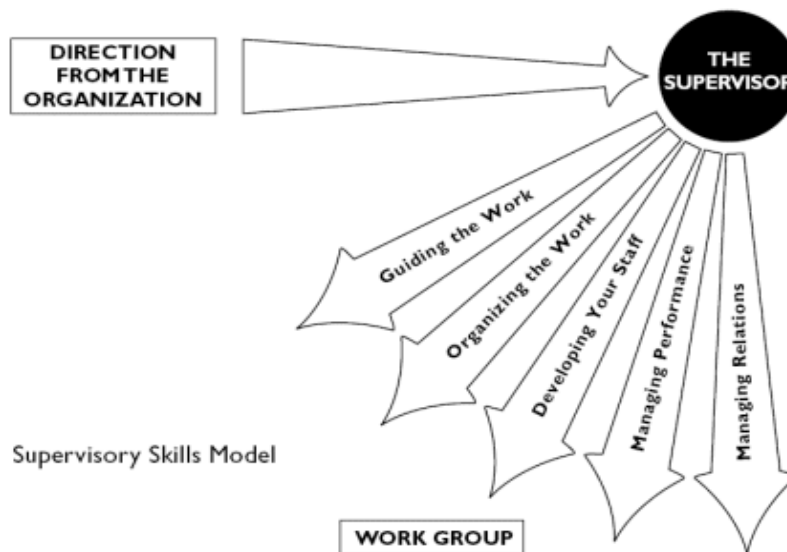 DIRECTION
FROM THE
ORGANIZATION
THE
SUPERVISOR
Guiding the Work
Organizing the Work
Developing Your Staff
Managing Performance
Managing Relations
Supervisory Skills Model
WORK GROUP